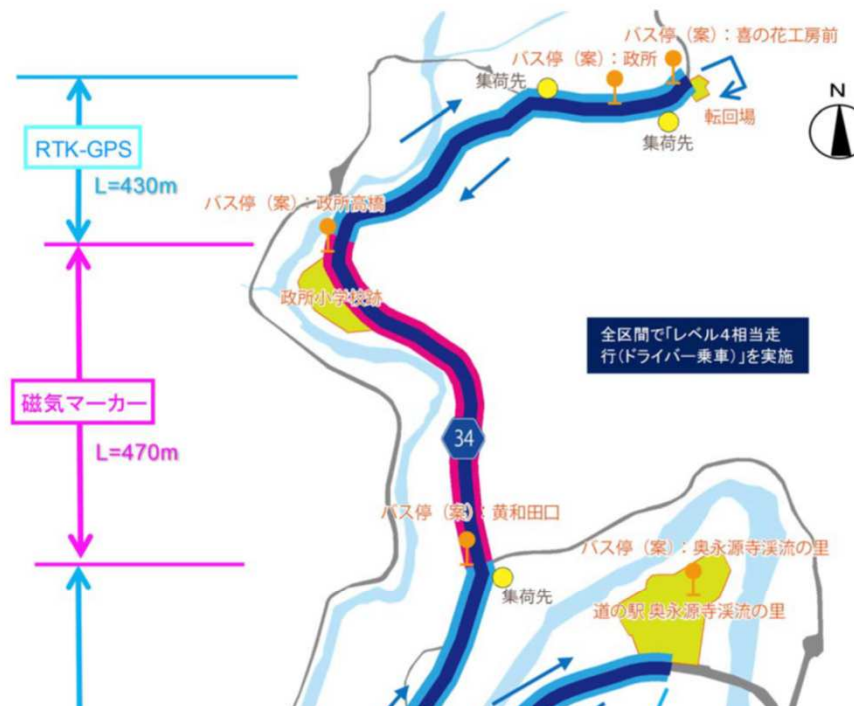 バス停（案）：喜の花工房前
バス停（案）：政所
集荷先
転回場
集荷先
N
RTK-GPS
L=430m
バス停（案）：政所高橋
政所小学校跡
全区間で「レベル4相当走
行(ドライバー乗車)」を実施
磁気マーカー
L=470m
34
バス停（案）：黄和田口
集荷先
バス停（案）：奥永源寺渓流の里
道の駅 奥永源寺渓流の里